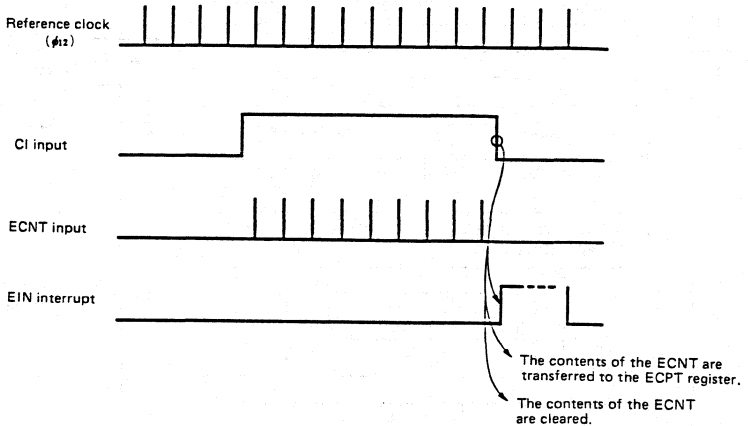 Reference clock
(ϕ12)
CI input
ECNT input
EIN interrupt
The contents of the ECNT are
transferred to the ECPT register.
The contents of the ECNT
are cleared.